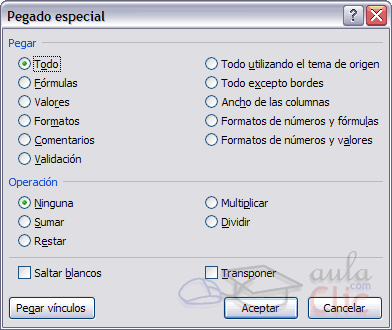 Pegado especial
Pegar
Todo
Fórmulas
Valores
Formatos
Comentarios
Validación
Todo utilizando el tema de origen
Todo excepto bordes
Ancho de las columnas
Formatos de números y fórmulas
Formatos de números y valores
Operación
Ninguna
Sumar
Restar
Multiplicar
Dividir
Saltar blancos
Transponer
aula
.com
Clic
Pegar vínculos
Aceptar
Cancelar